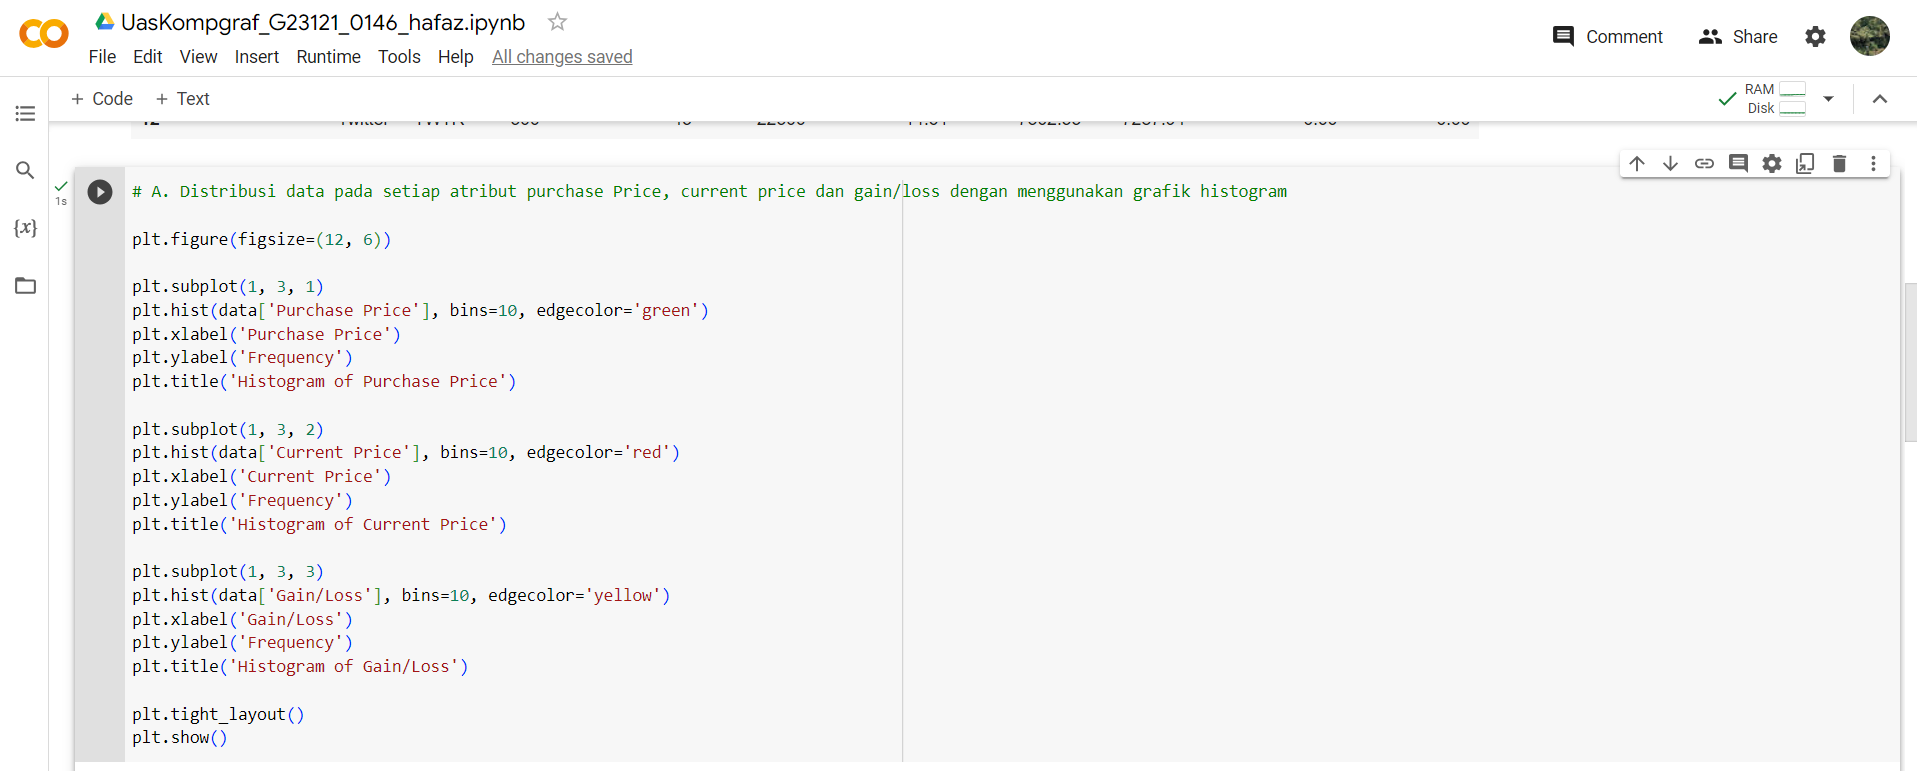 UasKompgraf_G23121_0146_hafaz.ipynb
File Edit View Insert Runtime Tools Help All changes saved
Comment Share
+ Code + Text
RAM
Disk
1s
# A. Distribusi data pada setiap atribut purchase Price, current price dan gain/loss dengan menggunakan grafik histogram
plt.figure(figsize=(12, 6))
plt.subplot(1, 3, 1)
plt.hist(data['Purchase Price'], bins=10, edgecolor='green')
plt.xlabel('Purchase Price')
plt.ylabel('Frequency')
plt.title('Histogram of Purchase Price')
plt.subplot(1, 3, 2)
plt.hist(data['Current Price'], bins=10, edgecolor='red')
plt.xlabel('Current Price')
plt.ylabel('Frequency')
plt.title('Histogram of Current Price')
plt.subplot(1, 3, 3)
plt.hist(data['Gain/Loss'], bins=10, edgecolor='yellow')
plt.xlabel('Gain/Loss')
plt.ylabel('Frequency')
plt.title('Histogram of Gain/Loss')
plt.tight_layout()
plt.show()